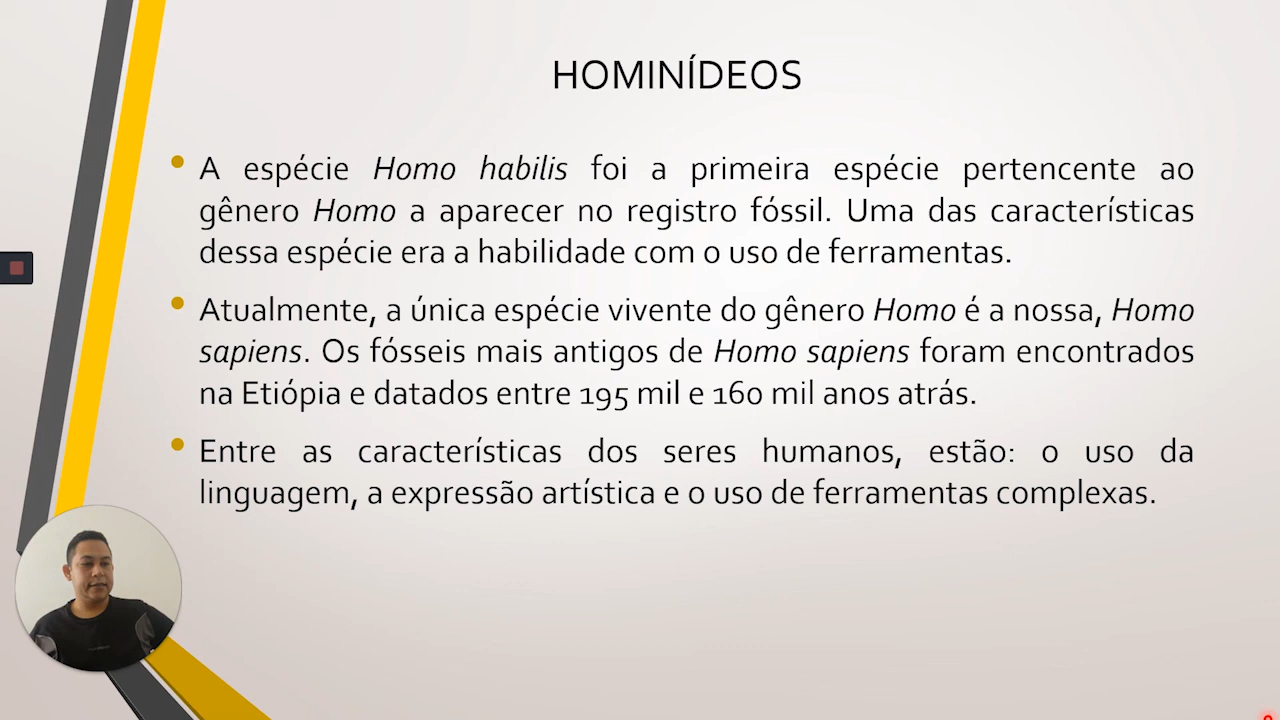 HOMINÍDEOS
• A espécie Homo habilis foi a primeira espécie pertencente ao
gênero Homo a aparecer no registro fóssil. Uma das características
dessa espécie era a habilidade com o uso de ferramentas.
• Atualmente, a única espécie vivente do gênero Homo é a nossa, Homo
sapiens. Os fósseis mais antigos de Homo sapiens foram encontrados
na Etiópia e datados entre 195 mil e 160 mil anos atrás.
• Entre as características dos seres humanos, estão: o uso da
linguagem, a expressão artística e o uso de ferramentas complexas.